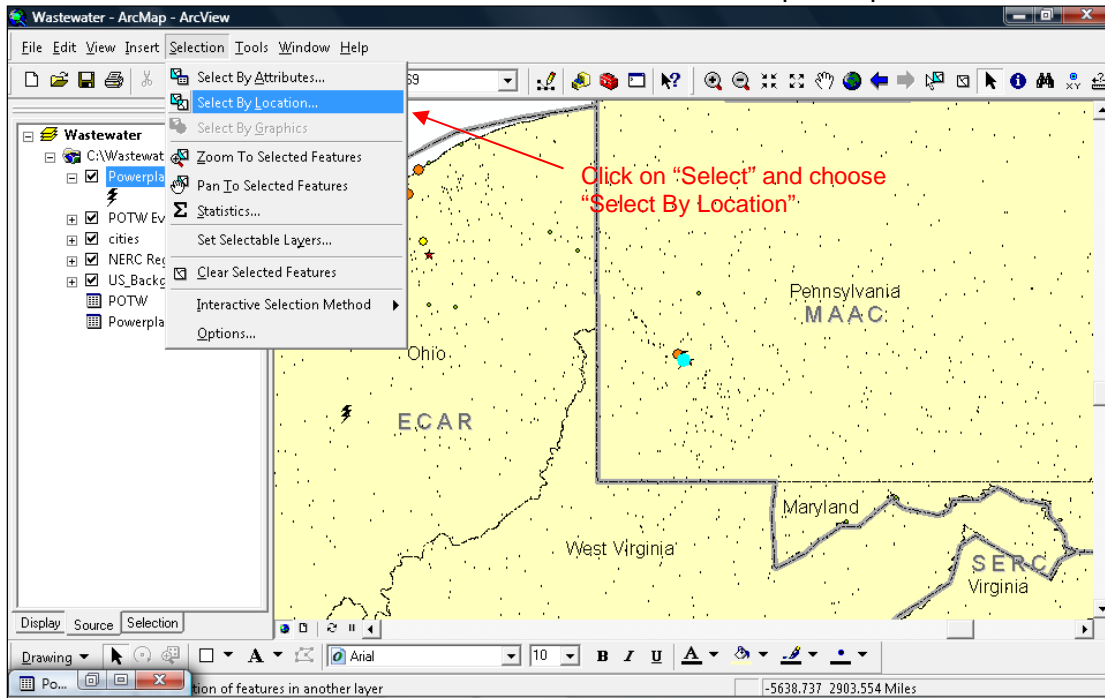 Wastewater - ArcMap - ArcView
File Edit View Insert Selection Tools Window Help
Select By Attributes...
Select By Location...
Select By Graphics
Zoom To Selected Features
Pan To Selected Features
Statistics...
Set Selectable Layers...
Clear Selected Features
Interactive Selection Method
Options...
Wastewater
C:\Wastewat
Powerpla
POTW Ev
cities
NERC Reg
US_Backg
POTW
Powerpla
Click on “Select” and choose
“Select By Location”
Pennsylvania
MAAC
Ohio
ECAR
Maryland
West Virginia
SERC
Virginia
Display Source Selection
Drawing A Arial 10 B I U A
Po...
tion of features in another layer
-5638.737 2903.554 Miles